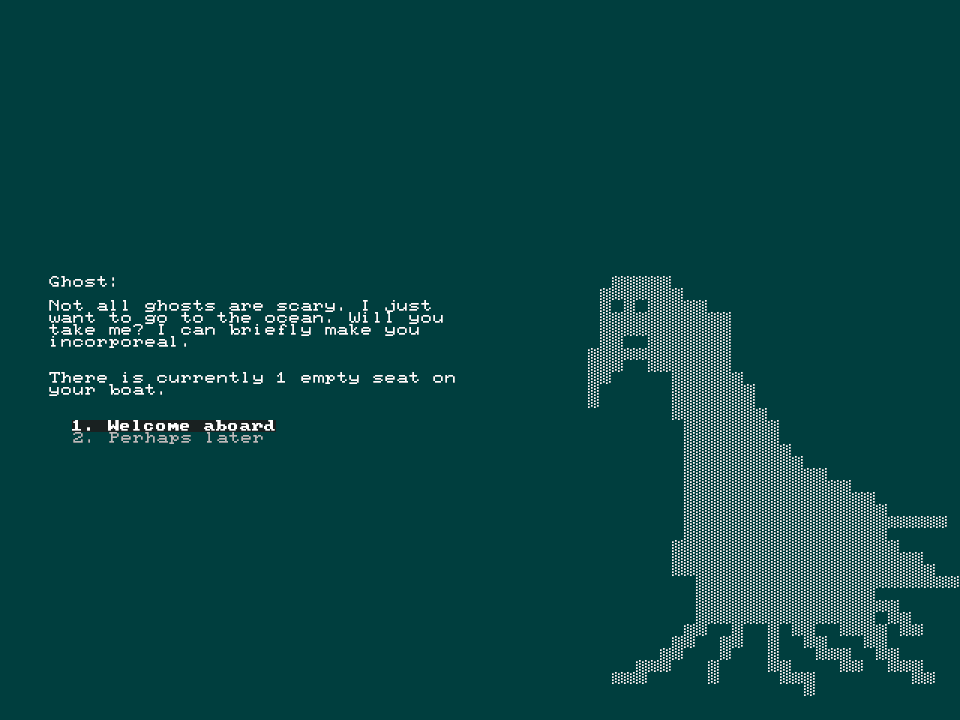 Ghost:
Not all ghosts are scary. I just
want to go to the ocean. Will you
take me? I can briefly make you
incorporeal.
There is currently 1 empty seat on
your boat.
1. Welcome aboard
2. Perhaps later